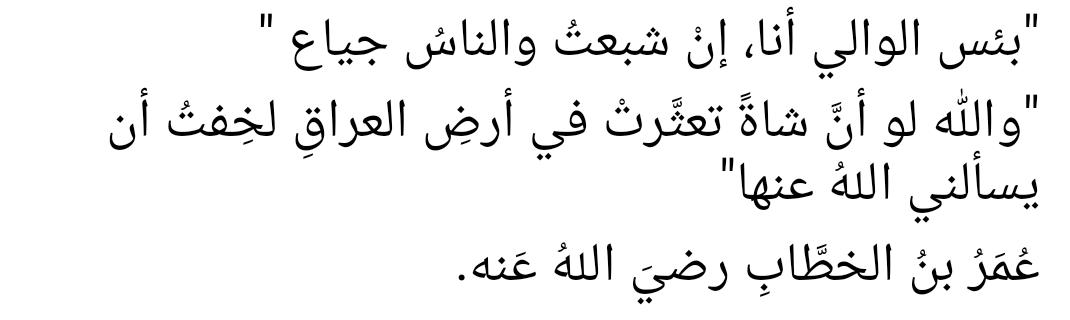 "بئس الوالي أنا، إنْ شبعتُ والناسُ جياع "
"والله لو أنَّ شاةً تعثَّرتْ في أرضِ العراقِ لخِفتُ أن
يسألني اللهُ عنها"
عُمَرُ بنُ الخطَّابِ رضيَ اللهُ عَنه.